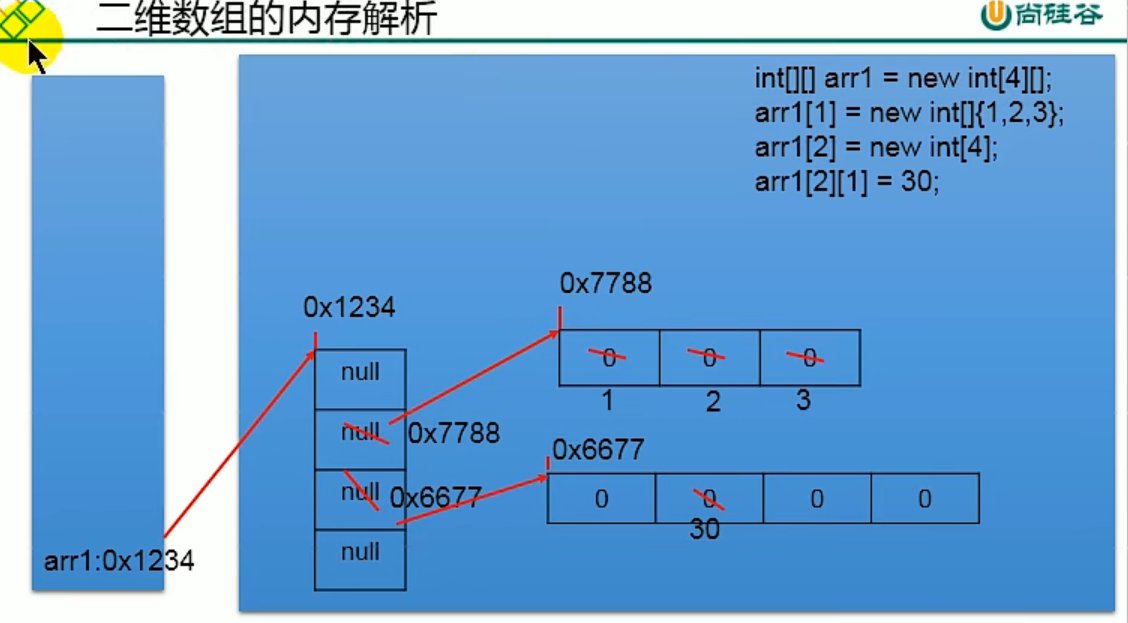 二维数组的内存解析
尚硅谷
int[][] arr1 = new int[4][];
arr1[1] = new int[]{1,2,3};
arr1[2] = new int[4];
arr1[2][1] = 30;
0x7788
0x1234
0 0 0
null
1 2 3
null 0x7788
0x6677
null 0x6677
0 0 0 0
30
null
arr1:0x1234